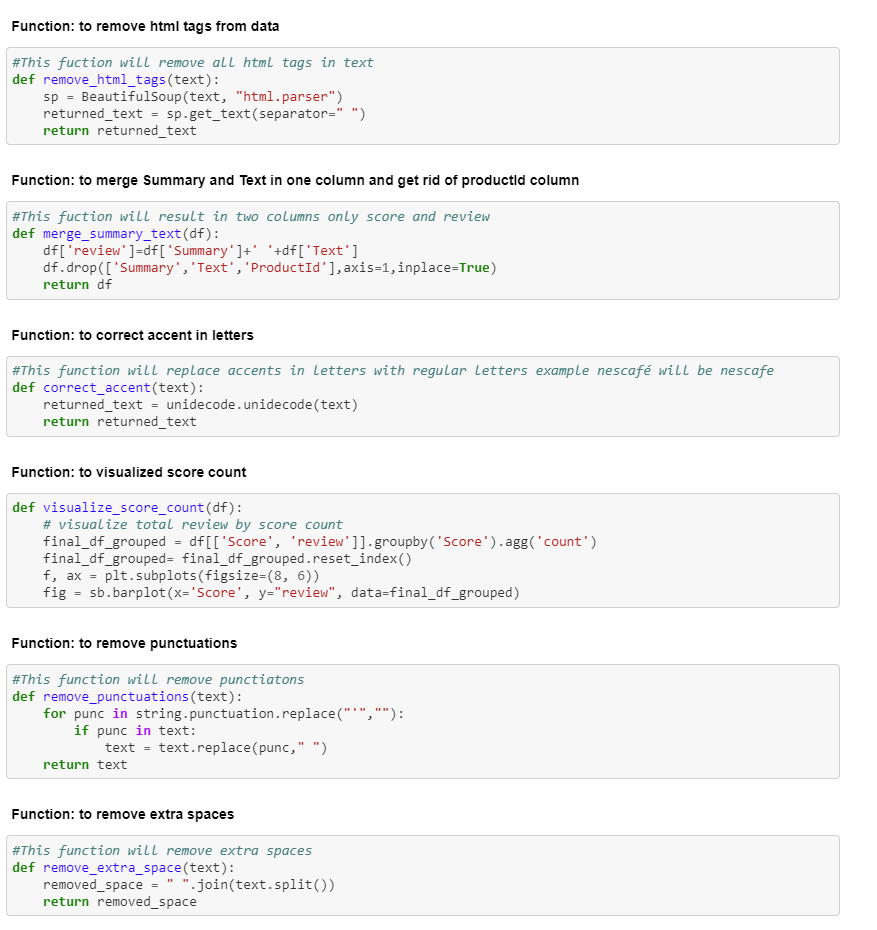 Function: to remove html tags from data
#This fuction will remove all html tags in text
def remove_html_tags(text):
    sp = BeautifulSoup(text, "html.parser")
    returned_text = sp.get_text(separator=" ")
    return returned_text
Function: to merge Summary and Text in one column and get rid of productId column
#This fuction will result in two columns only score and review
def merge_summary_text(df):
    df['review']=df['Summary']+' '+df['Text']
    df.drop(['Summary','Text','ProductId'],axis=1,inplace=True)
    return df
Function: to correct accent in letters
#This function will replace accents in letters with regular letters example nescafé will be nescafe
def correct_accent(text):
    returned_text = unidecode.unidecode(text)
    return returned_text
Function: to visualized score count
def visualize_score_count(df):
    # visualize total review by score count
    final_df_grouped = df[['Score', 'review']].groupby('Score').agg('count')
    final_df_grouped= final_df_grouped.reset_index()
    f, ax = plt.subplots(figsize=(8, 6))
    fig = sb.barplot(x='Score', y="review", data=final_df_grouped)
Function: to remove punctuations
#This function will remove punctiatons
def remove_punctuations(text):
    for punc in string.punctuation.replace("'",""):
        if punc in text:
            text = text.replace(punc," ")
    return text
Function: to remove extra spaces
#This function will remove extra spaces
def remove_extra_space(text):
    removed_space = " ".join(text.split())
    return removed_space